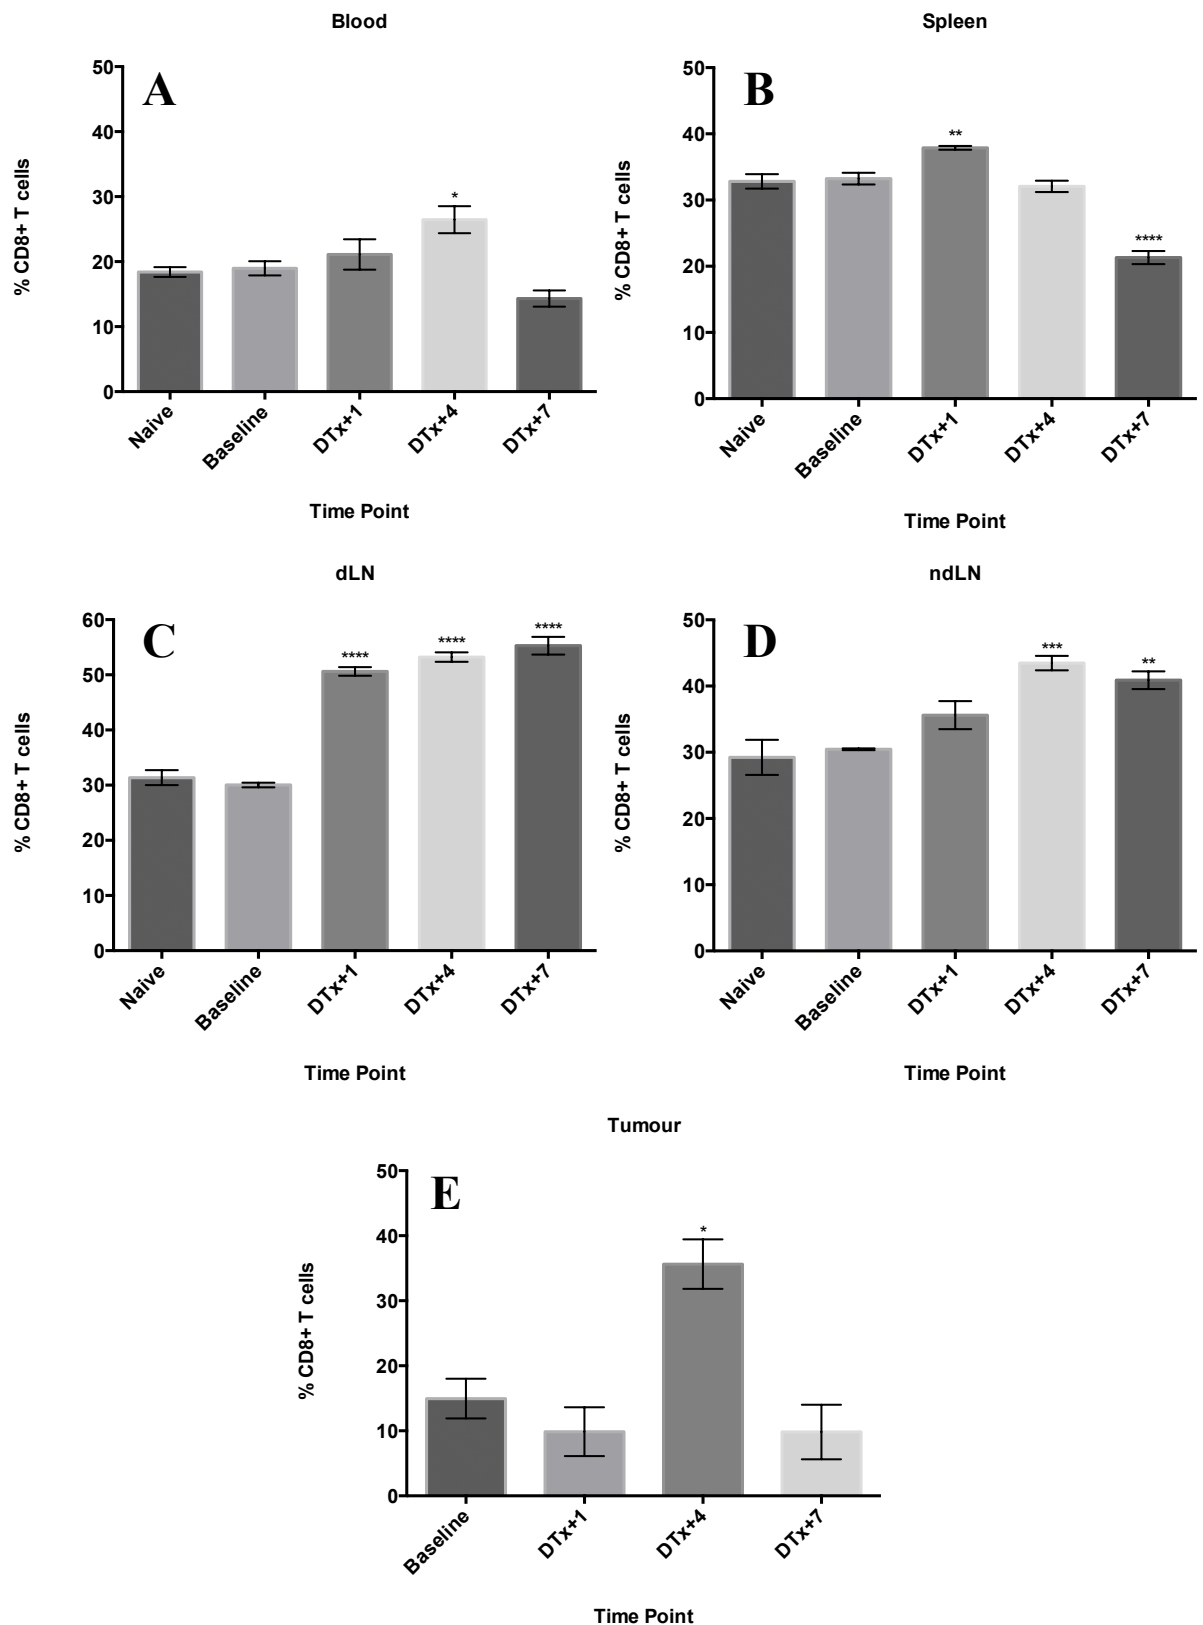 Blood
A
% CD8+ T cells
50
40
30
20
10
0
*
Naive
Baseline
DTx+1
DTx+4
DTx+7
Time Point
Spleen
B
% CD8+ T cells
50
40
30
20
10
0
**
****
Naive
Baseline
DTx+1
DTx+4
DTx+7
Time Point
dLN
C
% CD8+ T cells
60
50
40
30
20
10
0
****
****
****
Naive
Baseline
DTx+1
DTx+4
DTx+7
Time Point
ndLN
D
% CD8+ T cells
50
40
30
20
10
0
***
**
Naive
Baseline
DTx+1
DTx+4
DTx+7
Time Point
Tumour
E
% CD8+ T cells
50
40
30
20
10
0
*
Baseline
DTx+1
DTx+4
DTx+7
Time Point